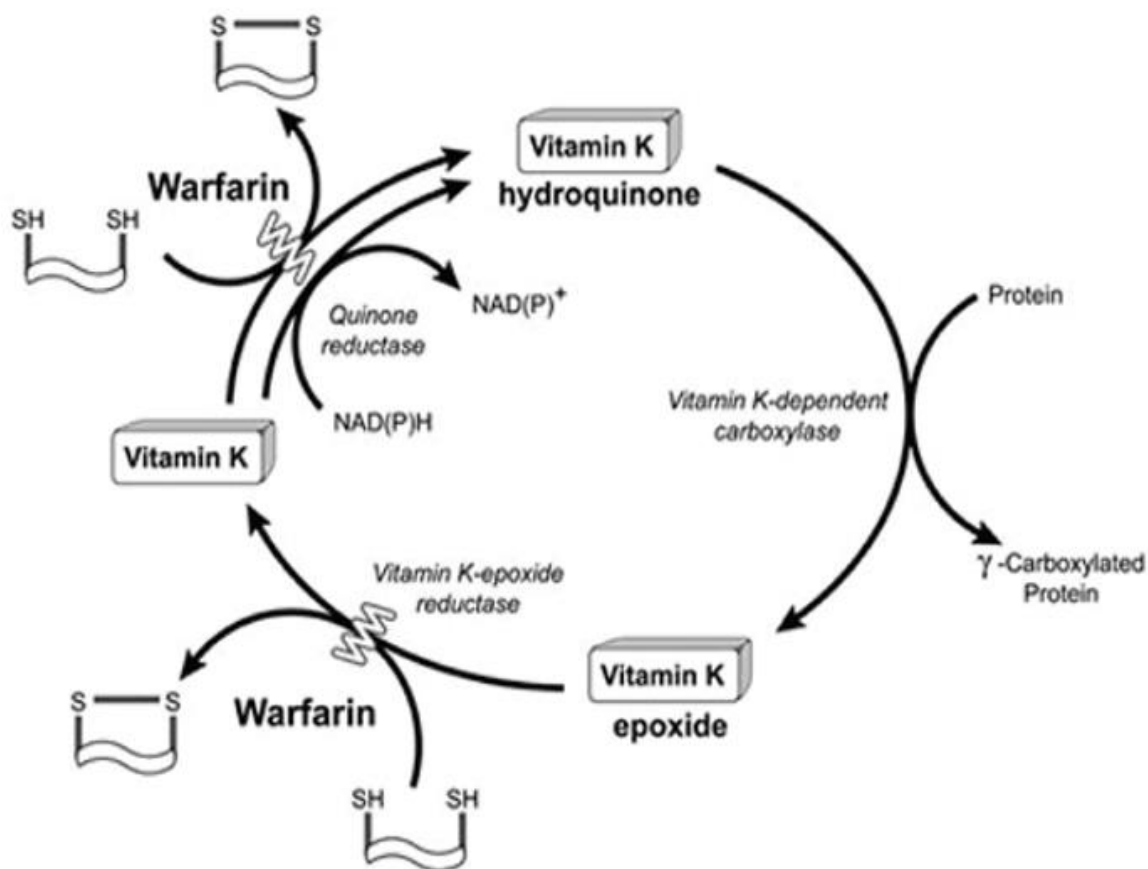 S S
Vitamin K
hydroquinone
Warfarin
SH SH
NAD(P)+
Protein
Quinone
reductase
Vitamin K-dependent
carboxylase
NAD(P)H
Vitamin K
γ-Carboxylated
Protein
Vitamin K-epoxide
reductase
Vitamin K
epoxide
S S
Warfarin
SH SH